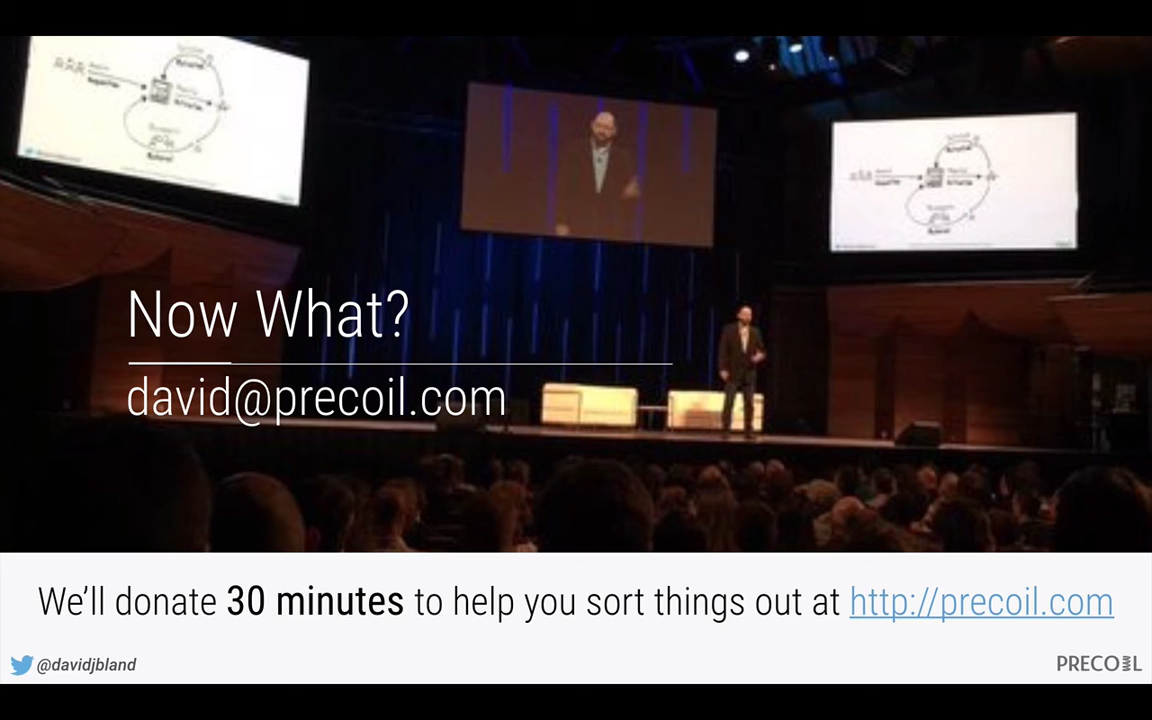 Now What?
david@precoil.com
We'll donate 30 minutes to help you sort things out at http://precoil.com
@davidjbland
PRECOIL